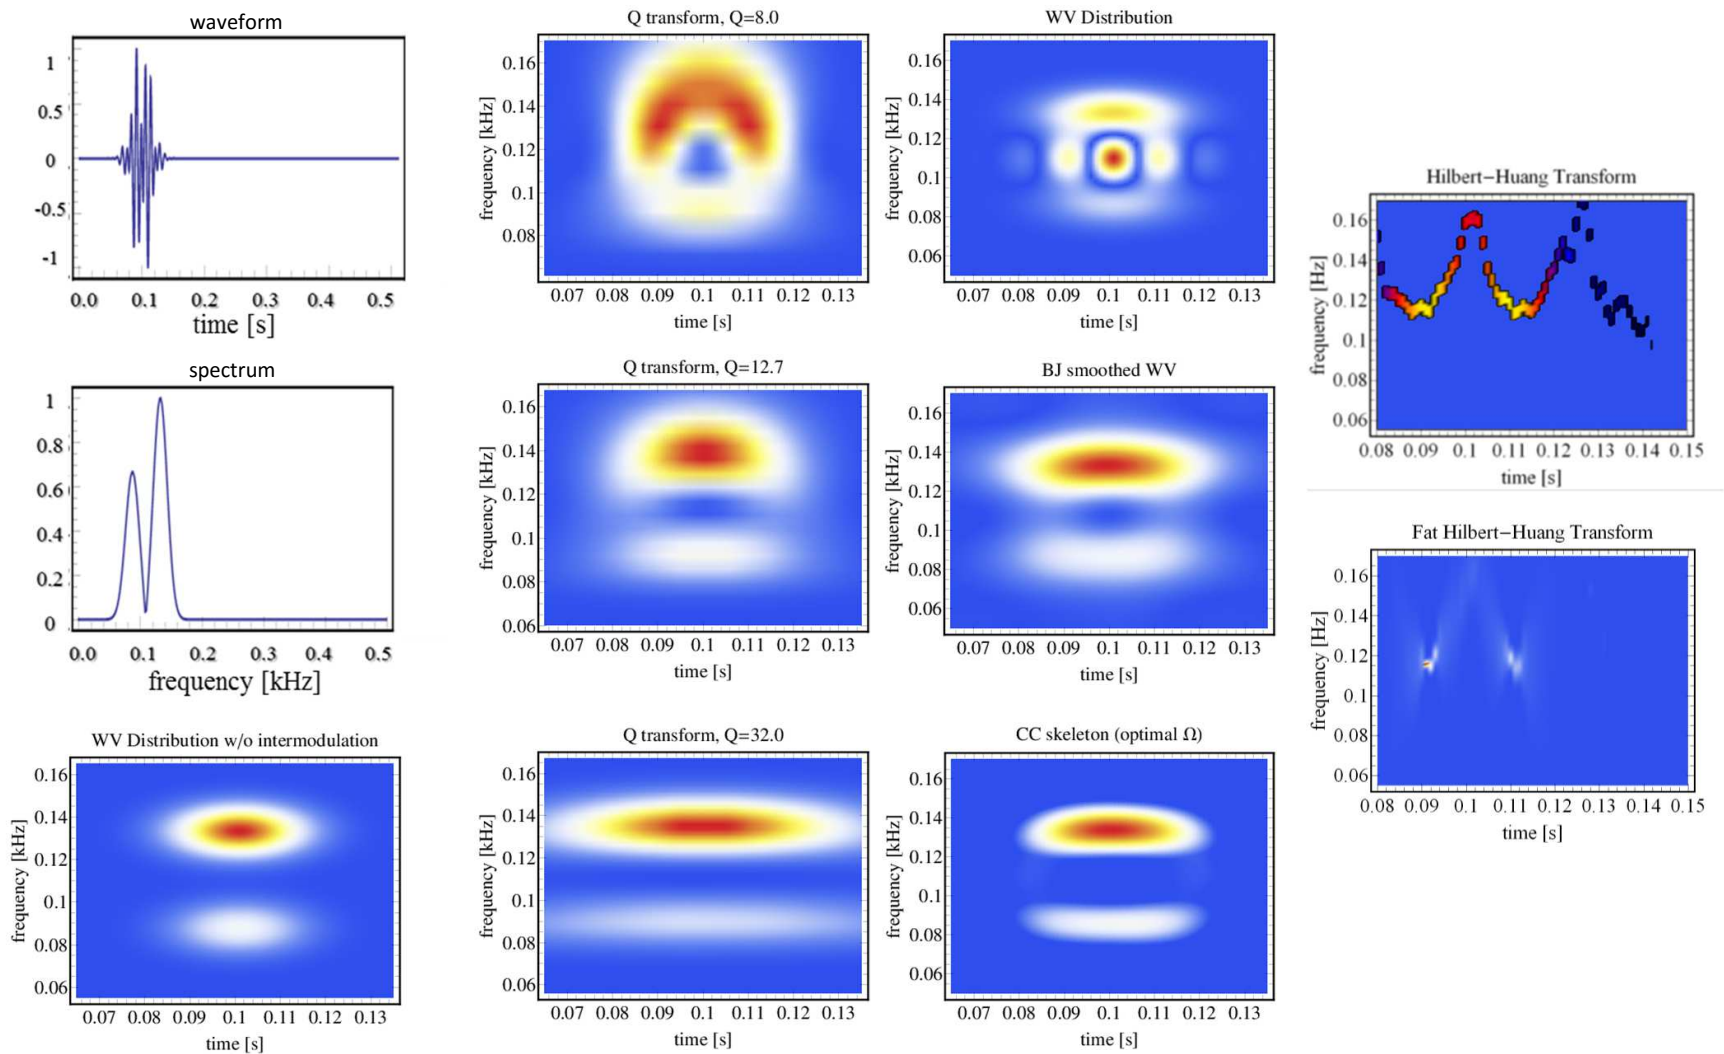 waveform
1
0.5
0
-0.5
-1
0.0 0.1 0.2 0.3 0.4 0.5
time [s]
spectrum
1
0.8
0.6
0.4
0.2
0
0.0 0.1 0.2 0.3 0.4 0.5
frequency [kHz]
WV Distribution w/o intermodulation
frequency [kHz]
0.16
0.14
0.12
0.1
0.08
0.06
0.07 0.08 0.09 0.1 0.11 0.12 0.13
time [s]
Q transform, Q=8.0
frequency [kHz]
0.16
0.14
0.12
0.1
0.08
0.07 0.08 0.09 0.1 0.11 0.12 0.13
time [s]
Q transform, Q=12.7
frequency [kHz]
0.16
0.14
0.12
0.1
0.08
0.06
0.07 0.08 0.09 0.1 0.11 0.12 0.13
time [s]
Q transform, Q=32.0
frequency [kHz]
0.16
0.14
0.12
0.1
0.08
0.06
0.07 0.08 0.09 0.1 0.11 0.12 0.13
time [s]
WV Distribution
frequency [kHz]
0.16
0.14
0.12
0.1
0.08
0.06
0.07 0.08 0.09 0.1 0.11 0.12 0.13
time [s]
BJ smoothed WV
frequency [kHz]
0.16
0.14
0.12
0.1
0.08
0.06
0.07 0.08 0.09 0.1 0.11 0.12 0.13
time [s]
CC skeleton (optimal Ω)
frequency [kHz]
0.16
0.14
0.12
0.1
0.08
0.06
0.07 0.08 0.09 0.1 0.11 0.12 0.13
time [s]
Hilbert−Huang Transform
frequency [Hz]
0.16
0.14
0.12
0.1
0.08
0.06
0.08 0.09 0.1 0.11 0.12 0.13 0.14 0.15
time [s]
Fat Hilbert−Huang Transform
frequency [Hz]
0.16
0.14
0.12
0.1
0.08
0.06
0.08 0.09 0.1 0.11 0.12 0.13 0.14 0.15
time [s]